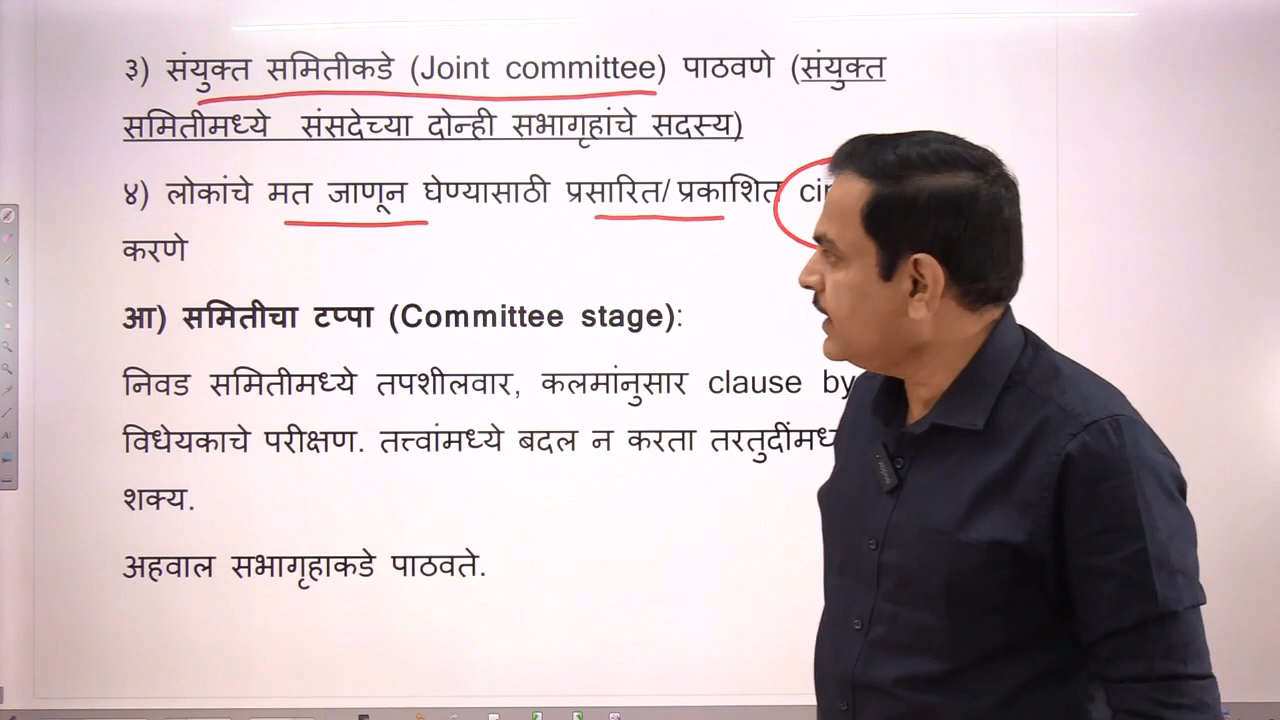 ३) संयुक्त समितीकडे (Joint committee) पाठवणे (संयुक्त
समितीमध्ये संसदेच्या दोन्ही सभागृहांचे सदस्य)
४) लोकांचे मत जाणून घेण्यासाठी प्रसारित/ प्रकाशित
करणे
आ) समितीचा टप्पा (Committee stage):
निवड समितीमध्ये तपशीलवार, कलमांनुसार clause by
विधेयकाचे परीक्षण. तत्त्वांमध्ये बदल न करता
शक्य.
अहवाल सभागृहाकडे पाठवते.